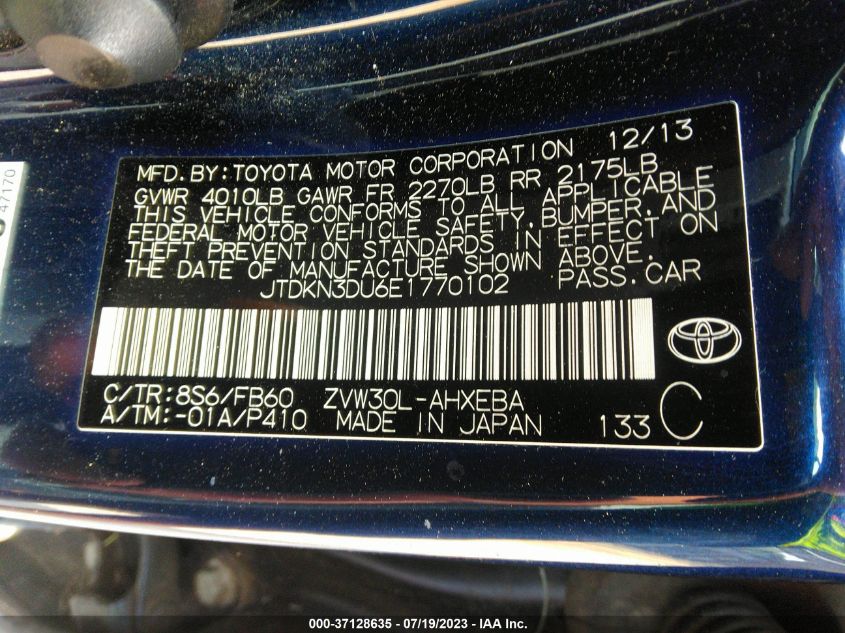 12/13
MFD. BY: TOYOTA MOTOR CORPORATION
GVWR 4010LB GAWR FR 2270LB RR 2175LB
THIS VEHICLE CONFORMS TO ALL APPLICABLE
FEDERAL MOTOR VEHICLE SAFETY, BUMPER, AND
THEFT PREVENTION STANDARDS IN EFFECT ON
THE DATE OF MANUFACTURE SHOWN ABOVE.
JTDKN3DU6E1770102 PASS. CAR
C/TR: 8S6/FB60 ZVW30L-AHXEBA
A/TM: -01A/P410 MADE IN JAPAN 133 C
47170
000-37128635 - 07/19/2023 - IAA Inc.